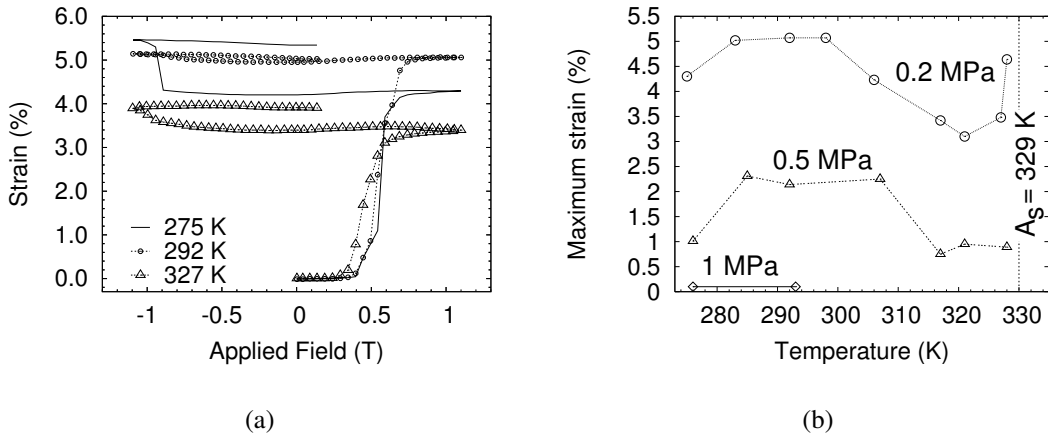 6.0
5.0
4.0
3.0
2.0
1.0
0.0
Strain (%)
275 K
292 K
327 K
-1 -0.5 0 0.5 1
Applied Field (T)
(a)
5.5
5
4.5
4
3.5
3
2.5
2
1.5
1
0.5
0
Maximum strain (%)
0.2 MPa
0.5 MPa
1 MPa
As = 329 K
280 290 300 310 320 330
Temperature (K)
(b)